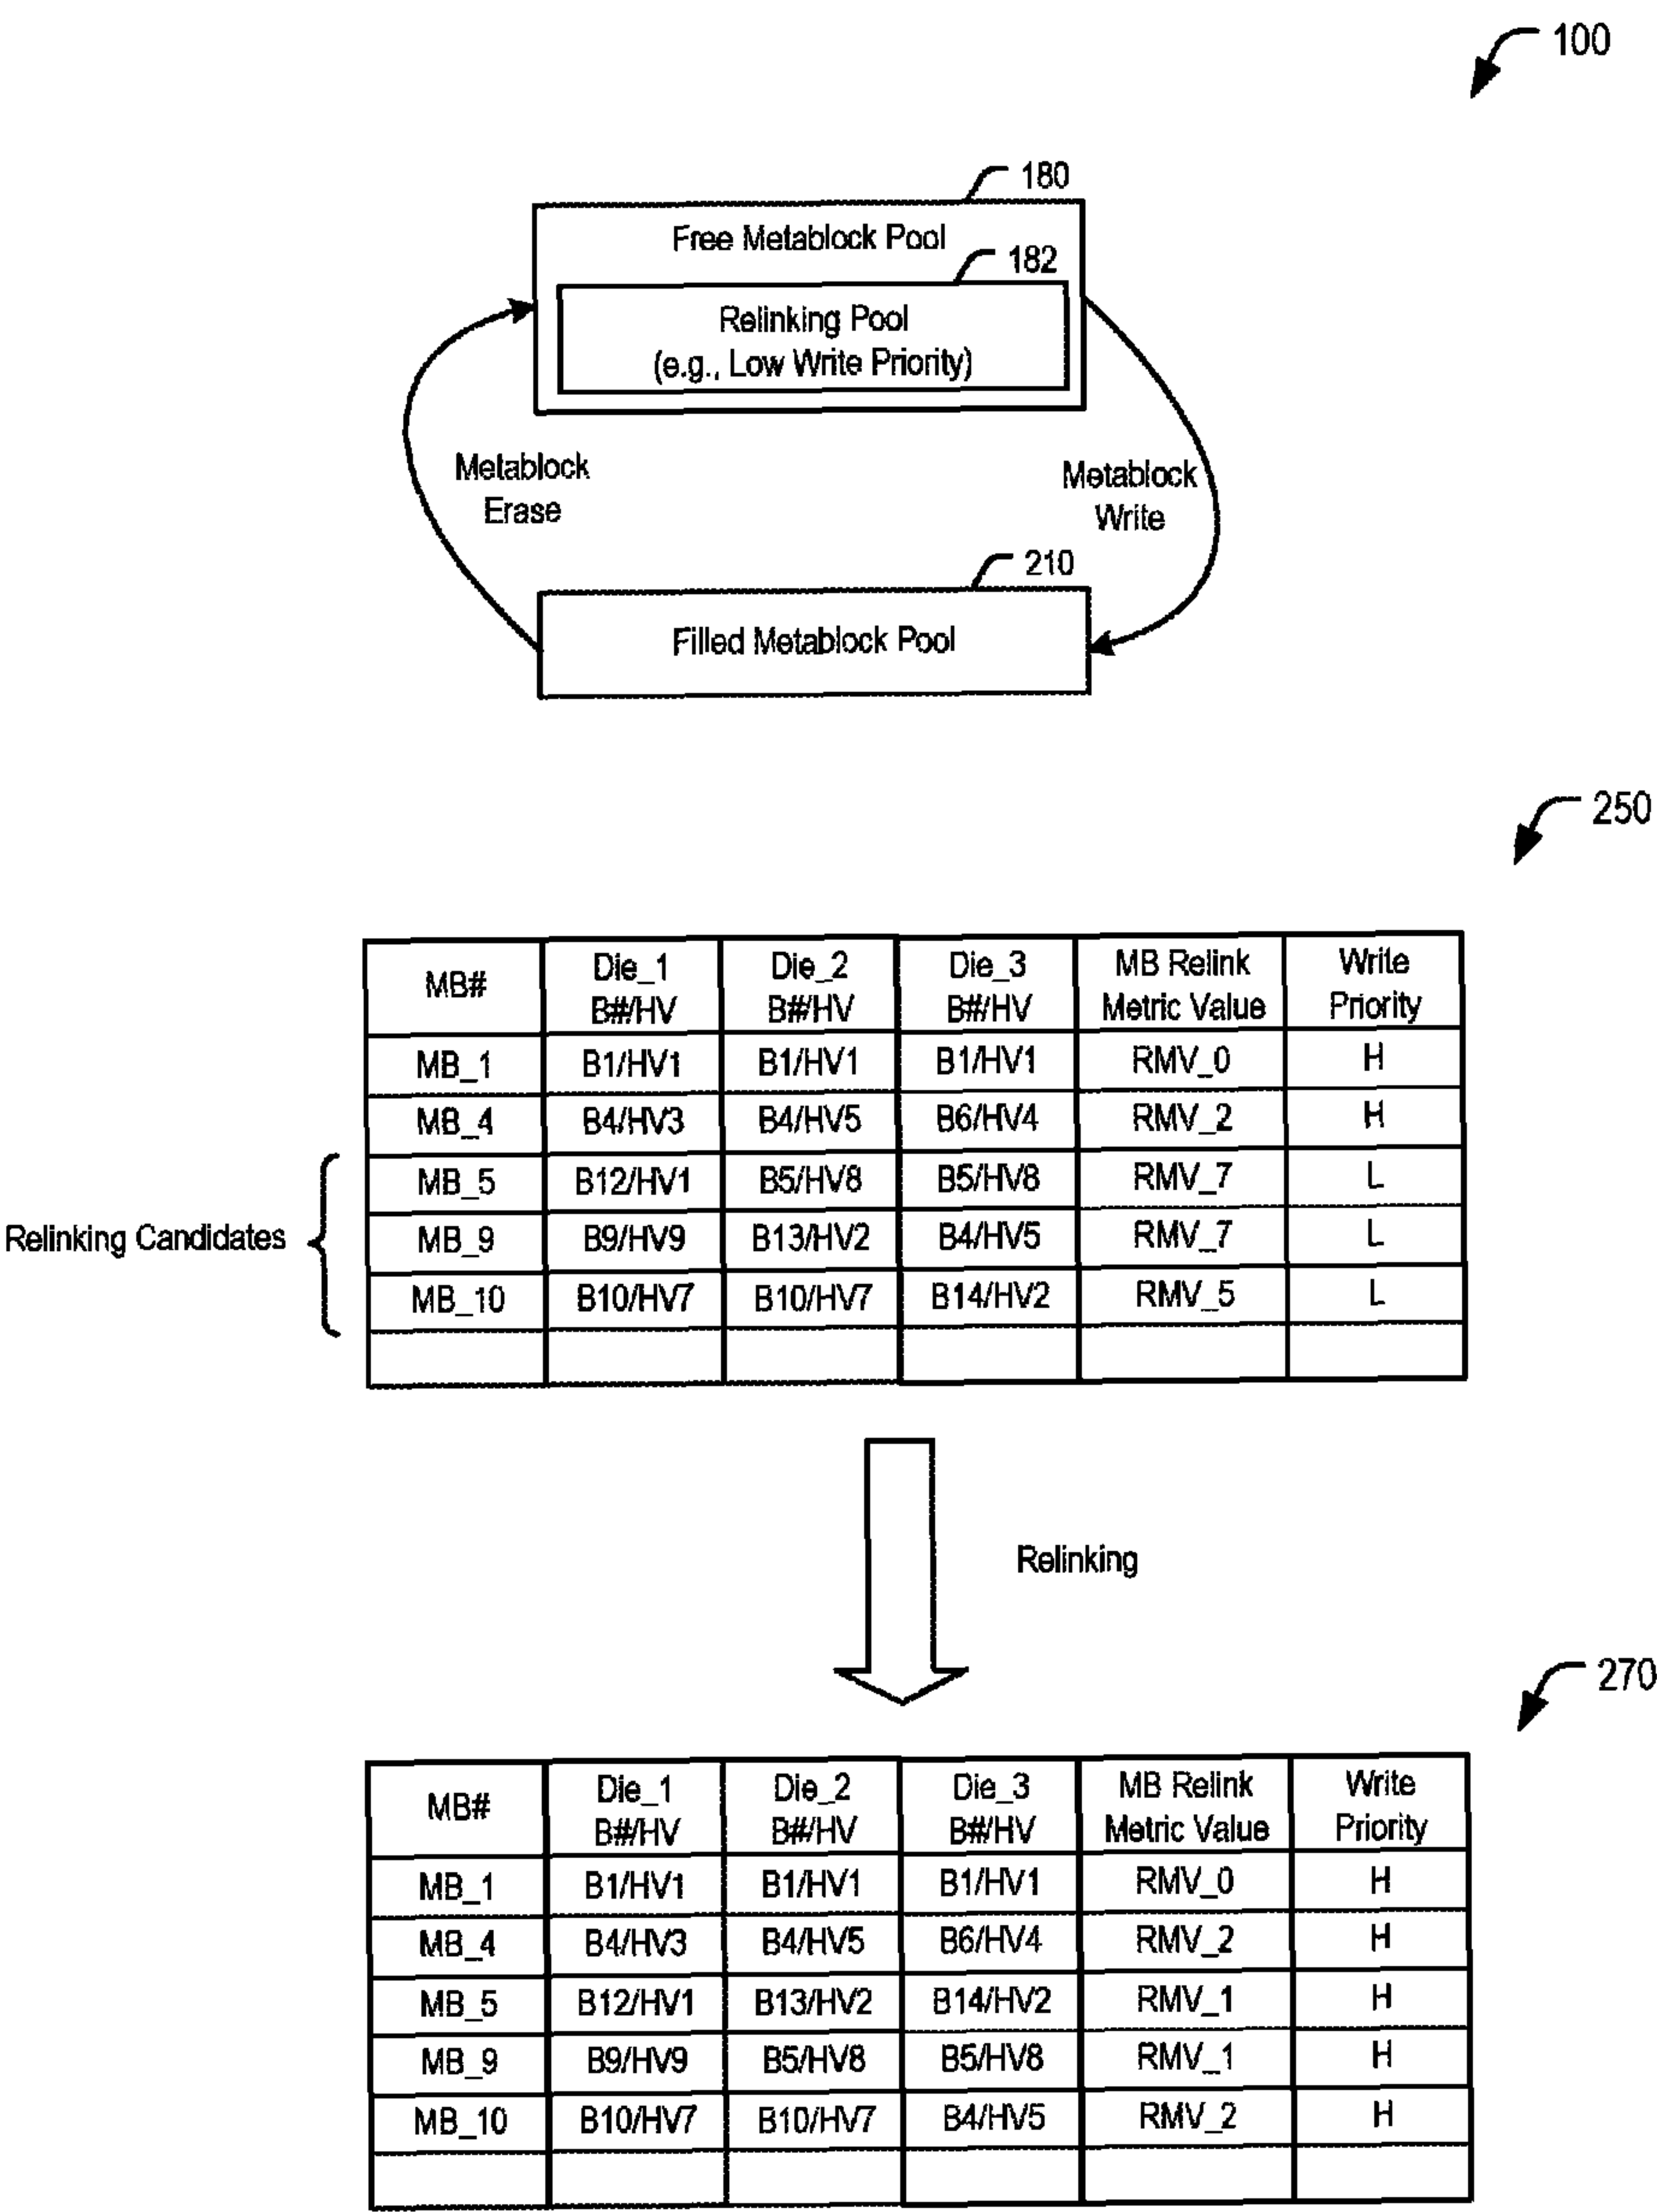 100
180
Free Metablock Pool
182
Relinking Pool
(e.g., Low Write Priority)
Metablock
Erase
Metablock
Write
210
Filled Metablock Pool
250
MB# Die_1 B#/HV Die_2 B#/HV Die_3 B#/HV MB Relink Metric Value Write Priority
MB_1 B1/HV1 B1/HV1 B1/HV1 RMV_0 H
MB_4 B4/HV3 B4/HV5 B6/HV4 RMV_2 H
MB_5 B12/HV1 B5/HV8 B5/HV8 RMV_7 L
Relinking Candidates
MB_9 B9/HV9 B13/HV2 B4/HV5 RMV_7 L
MB_10 B10/HV7 B10/HV7 B14/HV2 RMV_5 L
Relinking
270
MB# Die_1 B#/HV Die_2 B#/HV Die_3 B#/HV MB Relink Metric Value Write Priority
MB_1 B1/HV1 B1/HV1 B1/HV1 RMV_0 H
MB_4 B4/HV3 B4/HV5 B6/HV4 RMV_2 H
MB_5 B12/HV1 B13/HV2 B14/HV2 RMV_1 H
MB_9 B9/HV9 B5/HV8 B5/HV8 RMV_1 H
MB_10 B10/HV7 B10/HV7 B4/HV5 RMV_2 H